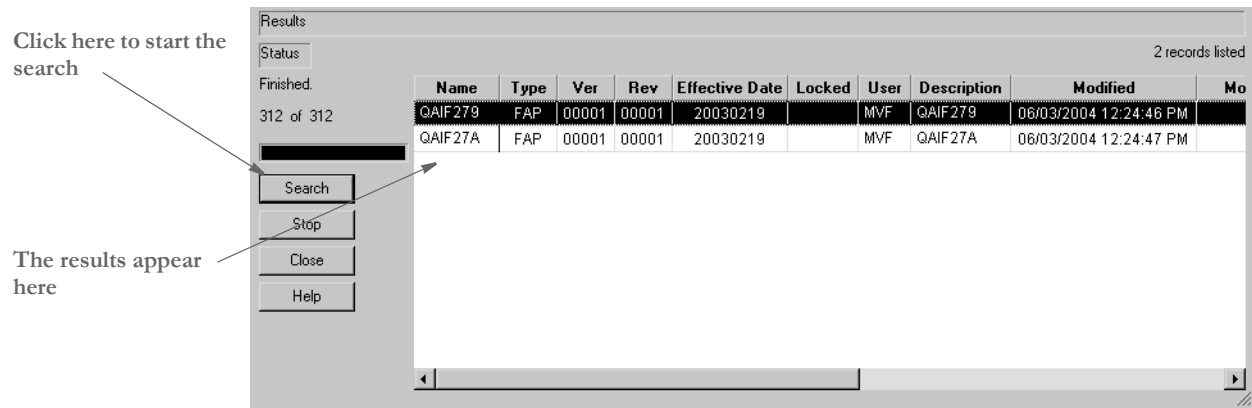 Results
Click here to start the
search
Status
2 records listed
Finished.
312 of 312
Name Type Ver Rev Effective Date Locked User Description Modified Mo
QAIF279 FAP 00001 00001 20030219 MVF QAIF279 06/03/2004 12:24:46 PM
QAIF27A FAP 00001 00001 20030219 MVF QAIF27A 06/03/2004 12:24:47 PM
Search
Stop
The results appear
here
Close
Help